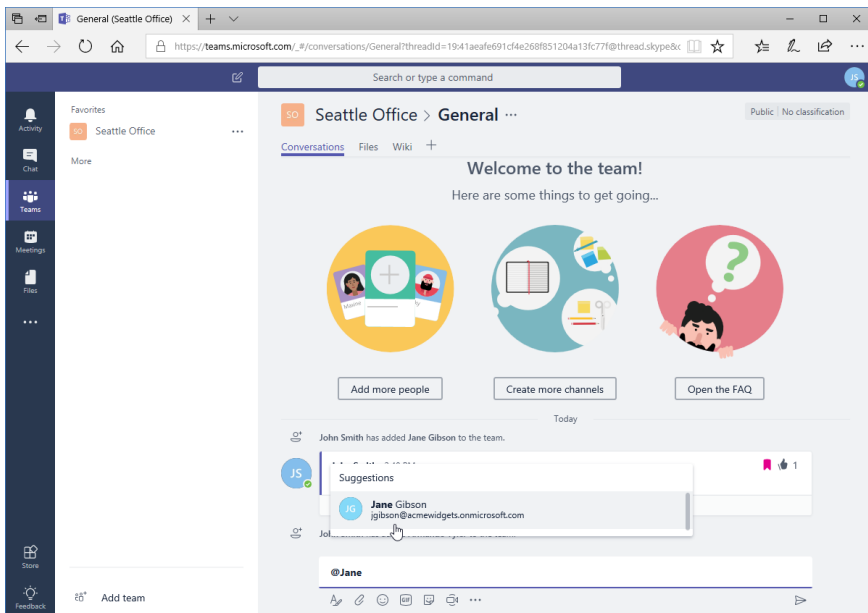 General (Seattle Office)
https://teams.microsoft.com/_#/conversations/General?threadId=19:41aeafe691cf4e268f851204a13fc77f@thread.skype&c
Search or type a command
JS
Activity
Chat
Teams
Meetings
Files
Store
Feedback
Favorites
SO Seattle Office
More
Add team
SO Seattle Office > General
Public No classification
Conversations Files Wiki
Welcome to the team!
Here are some things to get going...
Maxine
Add more people
Create more channels
Open the FAQ
Today
John Smith has added Jane Gibson to the team.
JS
1
Suggestions
JG Jane Gibson
jgibson@acmewidgets.onmicrosoft.com
@Jane
GIF